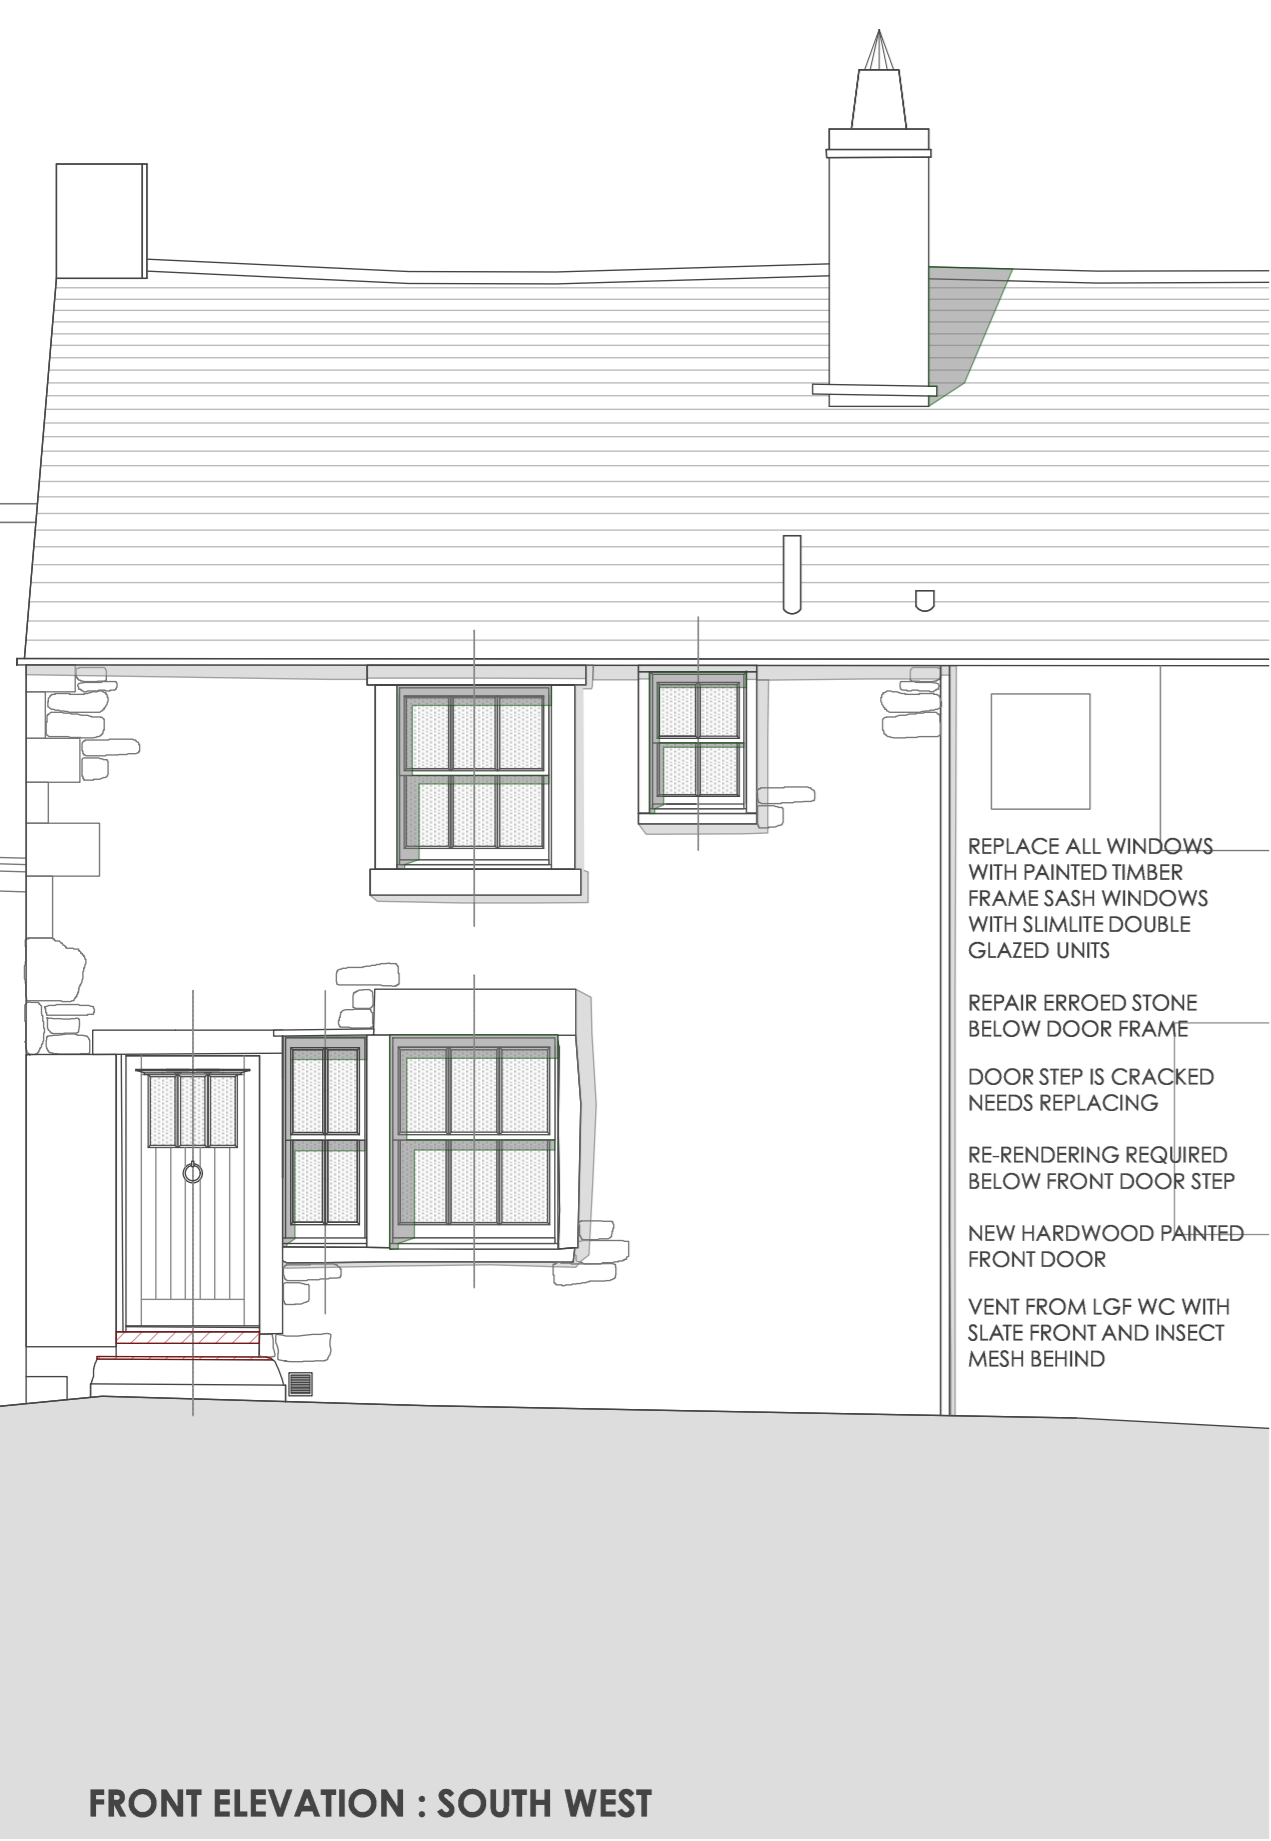 REPLACE ALL WINDOWS
WITH PAINTED TIMBER
FRAME SASH WINDOWS
WITH SLIMLITE DOUBLE
GLAZED UNITS
REPAIR ERROED STONE
BELOW DOOR FRAME
DOOR STEP IS CRACKED
NEEDS REPLACING
RE-RENDERING REQUIRED
BELOW FRONT DOOR STEP
NEW HARDWOOD PAINTED
FRONT DOOR
VENT FROM LGF WC WITH
SLATE FRONT AND INSECT
MESH BEHIND
FRONT ELEVATION : SOUTH WEST